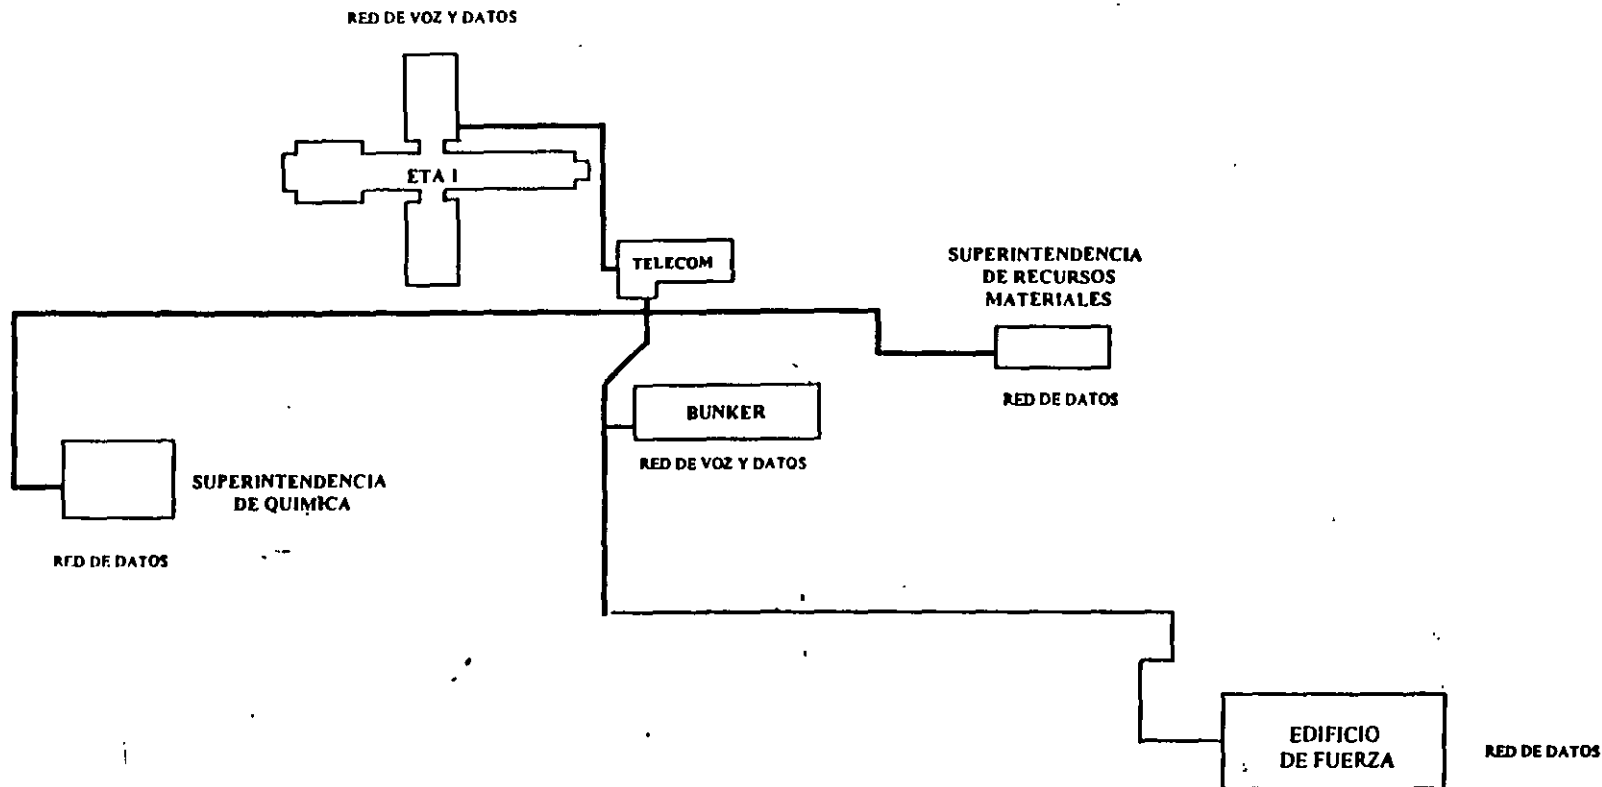 RED DE VOZ Y DATOS
ETA I
TELECOM
SUPERINTENDENCIA
DE RECURSOS
MATERIALES
RED DE DATOS
BUNKER
RED DE VOZ Y DATOS
SUPERINTENDENCIA
DE QUIMICA
RED DE DATOS
EDIFICIO
DE FUERZA
RED DE DATOS